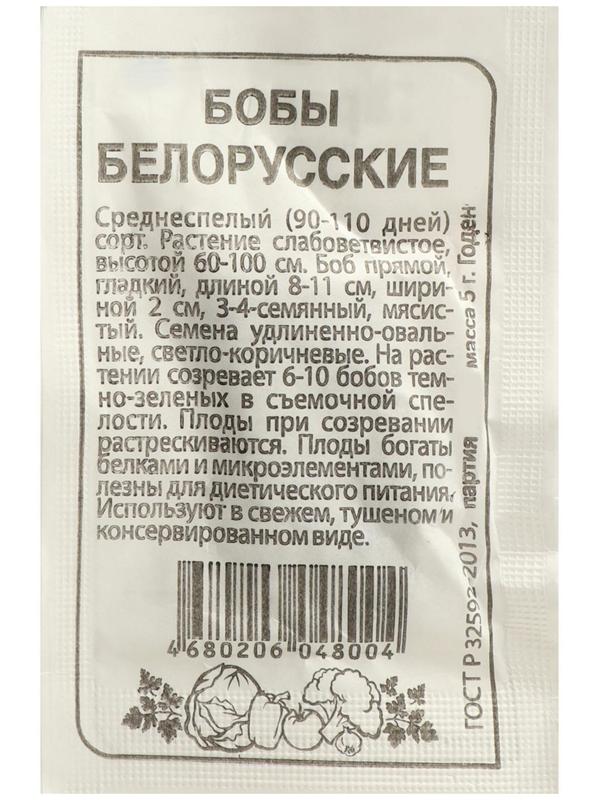 БОБЫ
БЕЛОРУССКИЕ
Среднеспелый (90-110 дней)
сорт. Растение слабоветвистое,
высотой 60-100 см. Боб прямой,
гладкий, длиной 8-11 см, шири-
ной 2 см, 3-4-семянный, мясис-
тый. Семена удлиненно-оваль-
ные, светло-коричневые. На рас-
тении созревает 6-10 бобов тем-
но-зеленых в съемочной спе-
лости. Плоды при созревании
растрескиваются. Плоды богаты
белками и микроэлементами, по-
лезны для диетического питания.
Используют в свежем, тушеном и
консервированном виде.
4 680206 048004
ГОСТ Р 32592-2013, партия масса 5 г. Годен